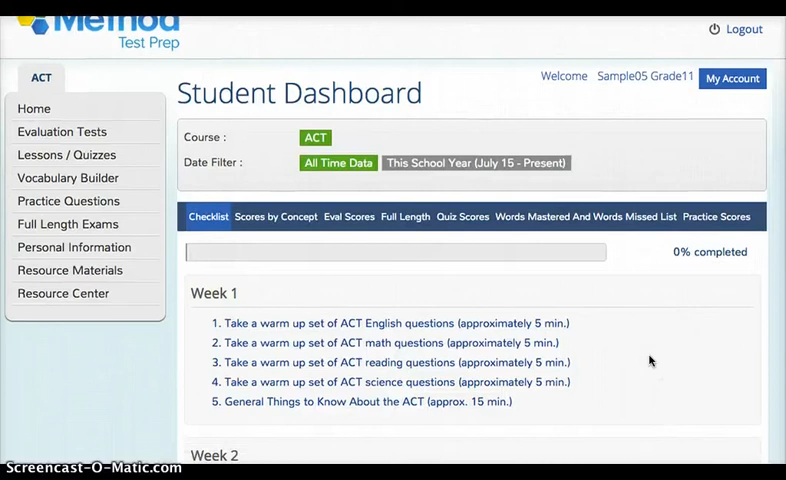 Method
Test Prep
Logout
ACT
Welcome Sample05 Grade11 My Account
Student Dashboard
Home
Evaluation Tests
Lessons / Quizzes
Vocabulary Builder
Practice Questions
Full Length Exams
Personal Information
Resource Materials
Resource Center
Course : ACT
Date Filter : All Time Data This School Year (July 15 - Present)
Checklist Scores by Concept Eval Scores Full Length Quiz Scores Words Mastered And Words Missed List Practice Scores
0% completed
Week 1
1. Take a warm up set of ACT English questions (approximately 5 min.)
2. Take a warm up set of ACT math questions (approximately 5 min.)
3. Take a warm up set of ACT reading questions (approximately 5 min.)
4. Take a warm up set of ACT science questions (approximately 5 min.)
5. General Things to Know About the ACT (approx. 15 min.)
Week 2
Screencast-O-Matic.com